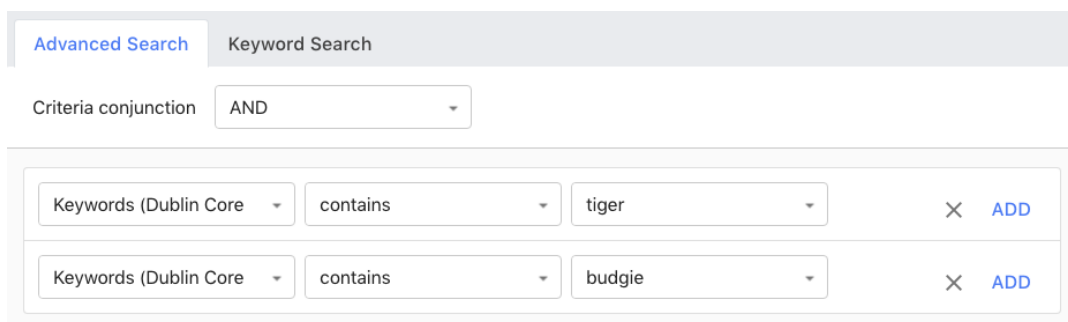 Advanced Search Keyword Search
Criteria conjunction AND
Keywords (Dublin Core contains tiger ADD
Keywords (Dublin Core contains budgie ADD